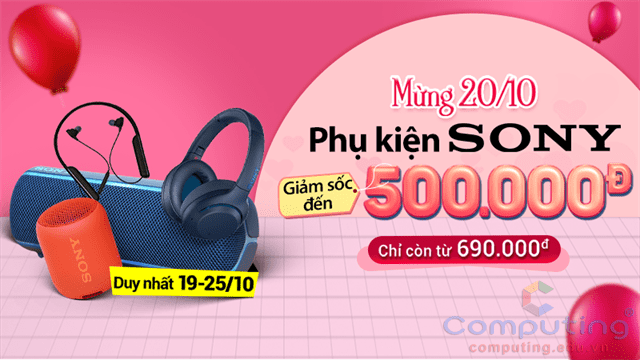 Mừng 20/10
Phụ kiện SONY
Giảm sốc đến
500.000Đ
Chỉ còn từ 690.000đ
SONY
SONY
Duy nhất 19-25/10
Computing
computing.edu.vn